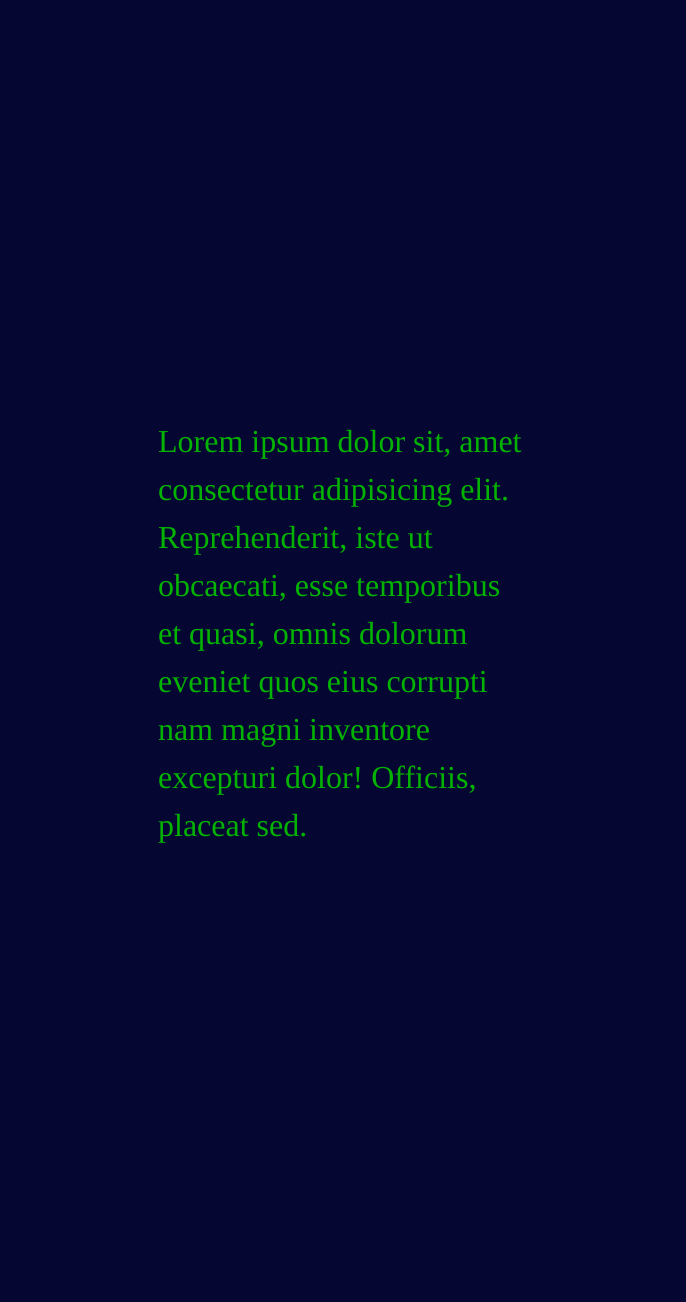 Lorem ipsum dolor sit, amet
consectetur adipisicing elit.
Reprehenderit, iste ut
obcaecati, esse temporibus
et quasi, omnis dolorum
eveniet quos eius corrupti
nam magni inventore
excepturi dolor! Officiis,
placeat sed.